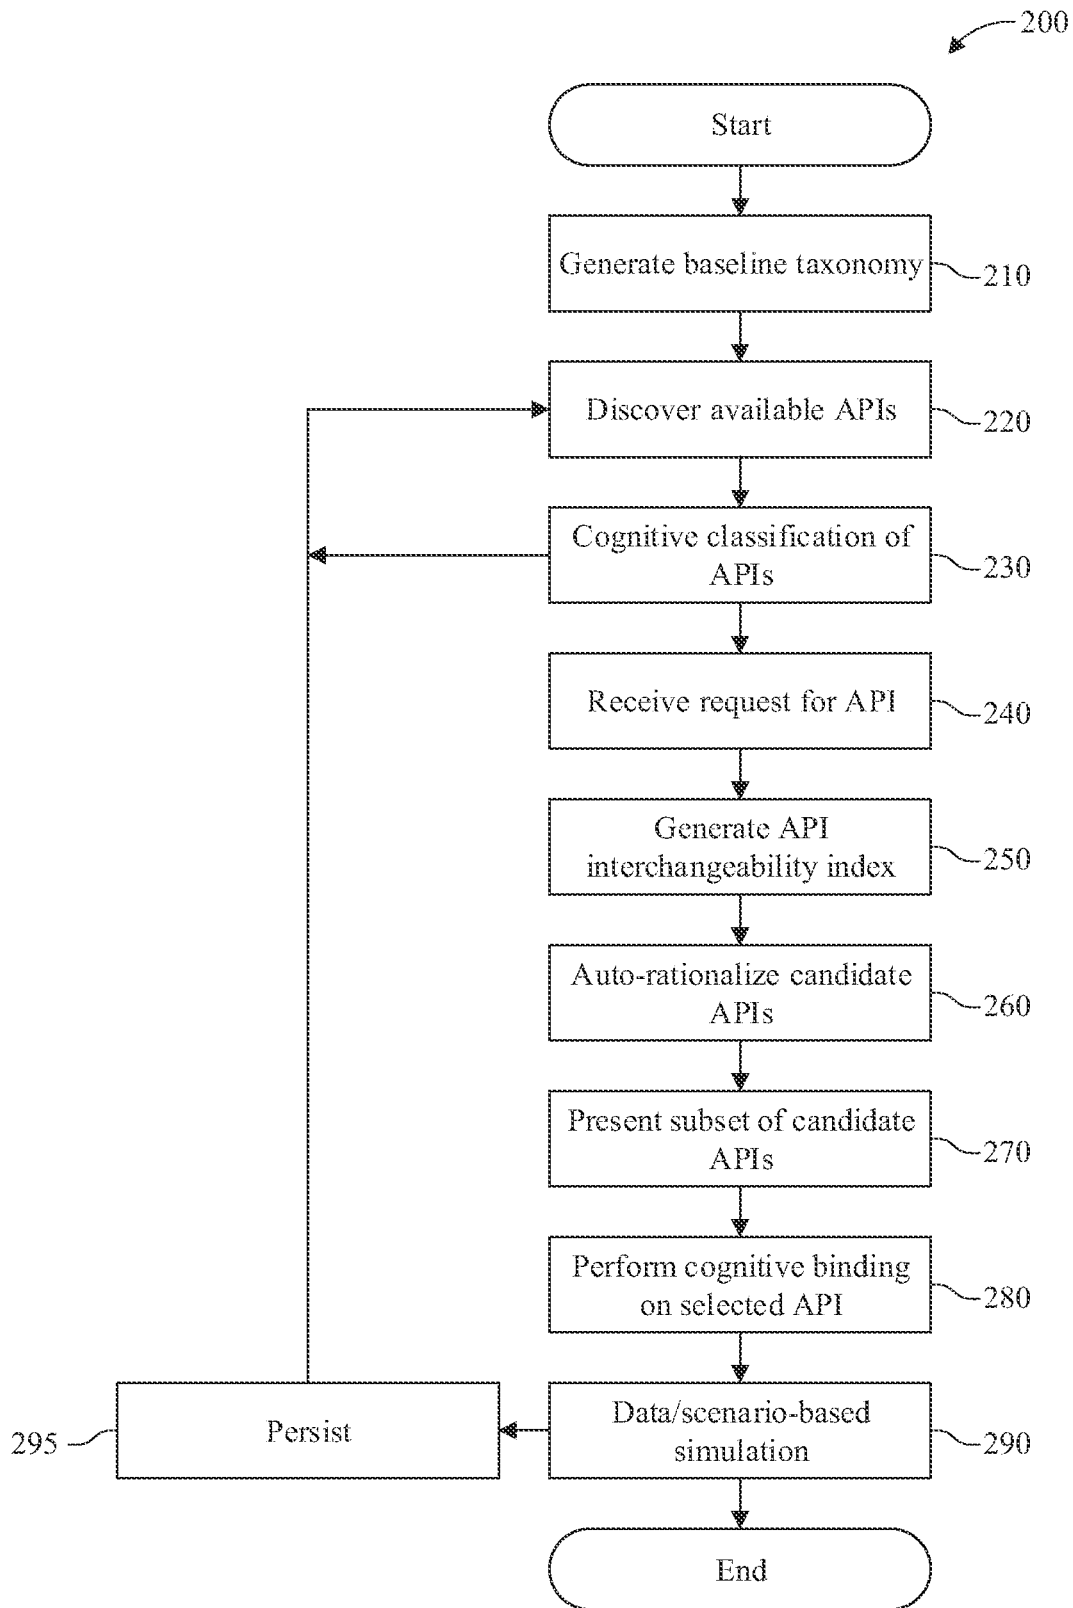 200
Start
Generate baseline taxonomy
210
Discover available APIs
220
Cognitive classification of
APIs
230
Receive request for API
240
Generate API
interchangeability index
250
Auto-rationalize candidate
APIs
260
Present subset of candidate
APIs
270
Perform cognitive binding
on selected API
280
295
Persist
Data/scenario-based
simulation
290
End